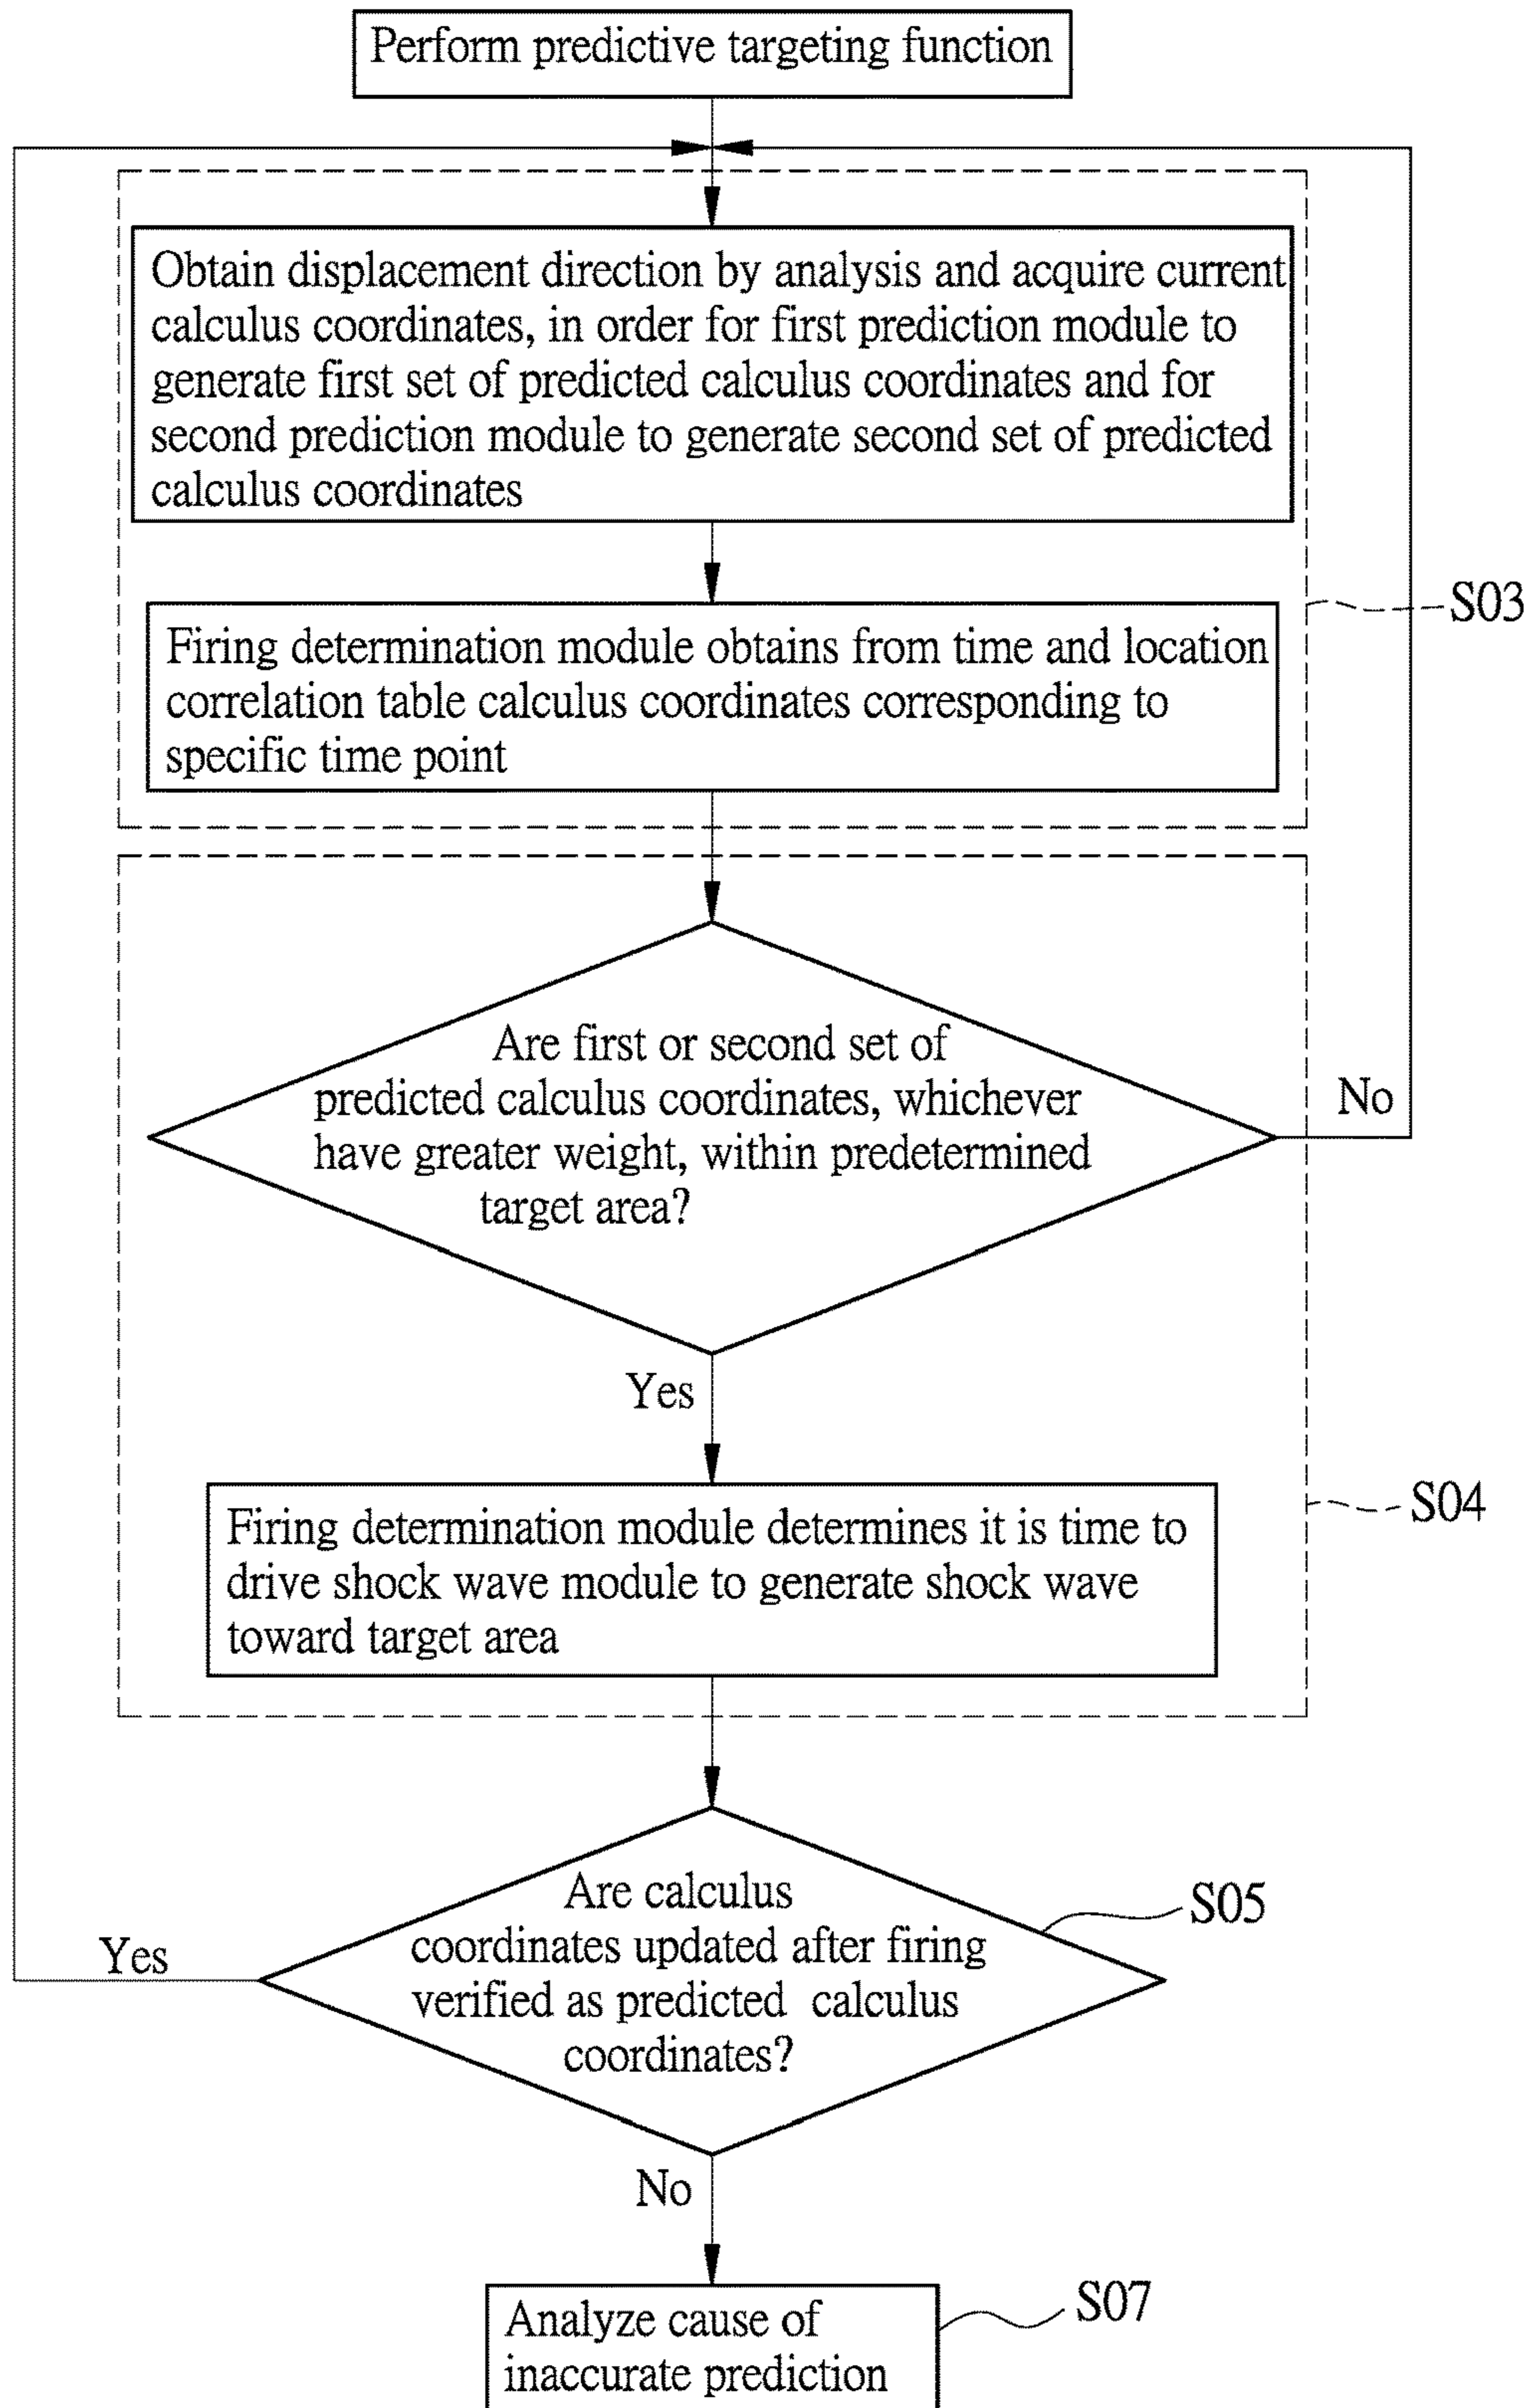 Perform predictive targeting function
Obtain displacement direction by analysis and acquire current
calculus coordinates, in order for first prediction module to
generate first set of predicted calculus coordinates and for
second prediction module to generate second set of predicted
calculus coordinates
S03
Firing determination module obtains from time and location
correlation table calculus coordinates corresponding to
specific time point
Are first or second set of
predicted calculus coordinates, whichever
have greater weight, within predetermined
target area?
No
Yes
Firing determination module determines it is time to
drive shock wave module to generate shock wave
toward target area
S04
Are calculus
coordinates updated after firing
verified as predicted calculus
coordinates?
S05
Yes
No
Analyze cause of
inaccurate prediction
S07